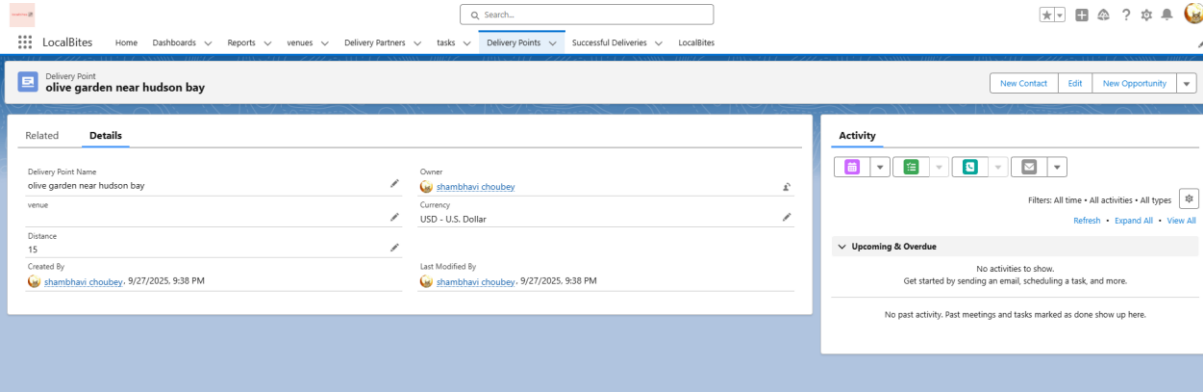 Search...
LocalBites Home Dashboards Reports venues Delivery Partners tasks Delivery Points Successful Deliveries LocalBites
Delivery Point
olive garden near hudson bay
New Contact Edit New Opportunity
Related Details
Delivery Point Name
olive garden near hudson bay
Owner
shambhavi choubey
venue
Currency
USD - U.S. Dollar
Distance
15
Created By
shambhavi choubey, 9/27/2025, 9:38 PM
Last Modified By
shambhavi choubey, 9/27/2025, 9:38 PM
Activity
Filters: All time • All activities • All types
Refresh • Expand All • View All
Upcoming & Overdue
No activities to show.
Get started by sending an email, scheduling a task, and more.
No past activity. Past meetings and tasks marked as done show up here.